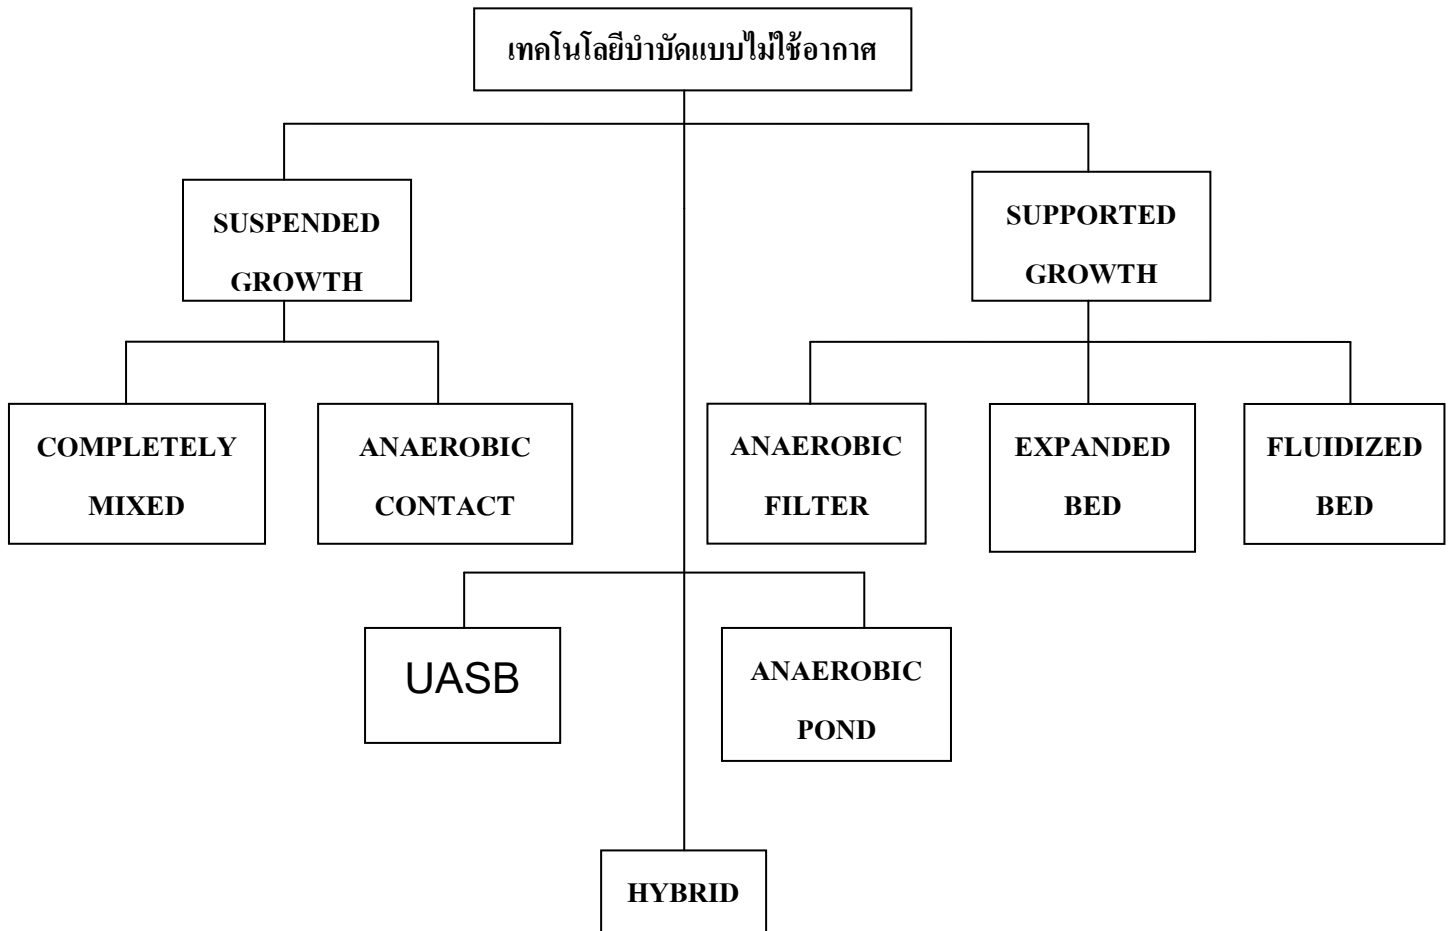 เทคโนโลยีบำบัดแบบไม่ใช้อากาศ
SUSPENDED
GROWTH
SUPPORTED
GROWTH
COMPLETELY
MIXED
ANAEROBIC
CONTACT
ANAEROBIC
FILTER
EXPANDED
BED
FLUIDIZED
BED
UASB
ANAEROBIC
POND
HYBRID